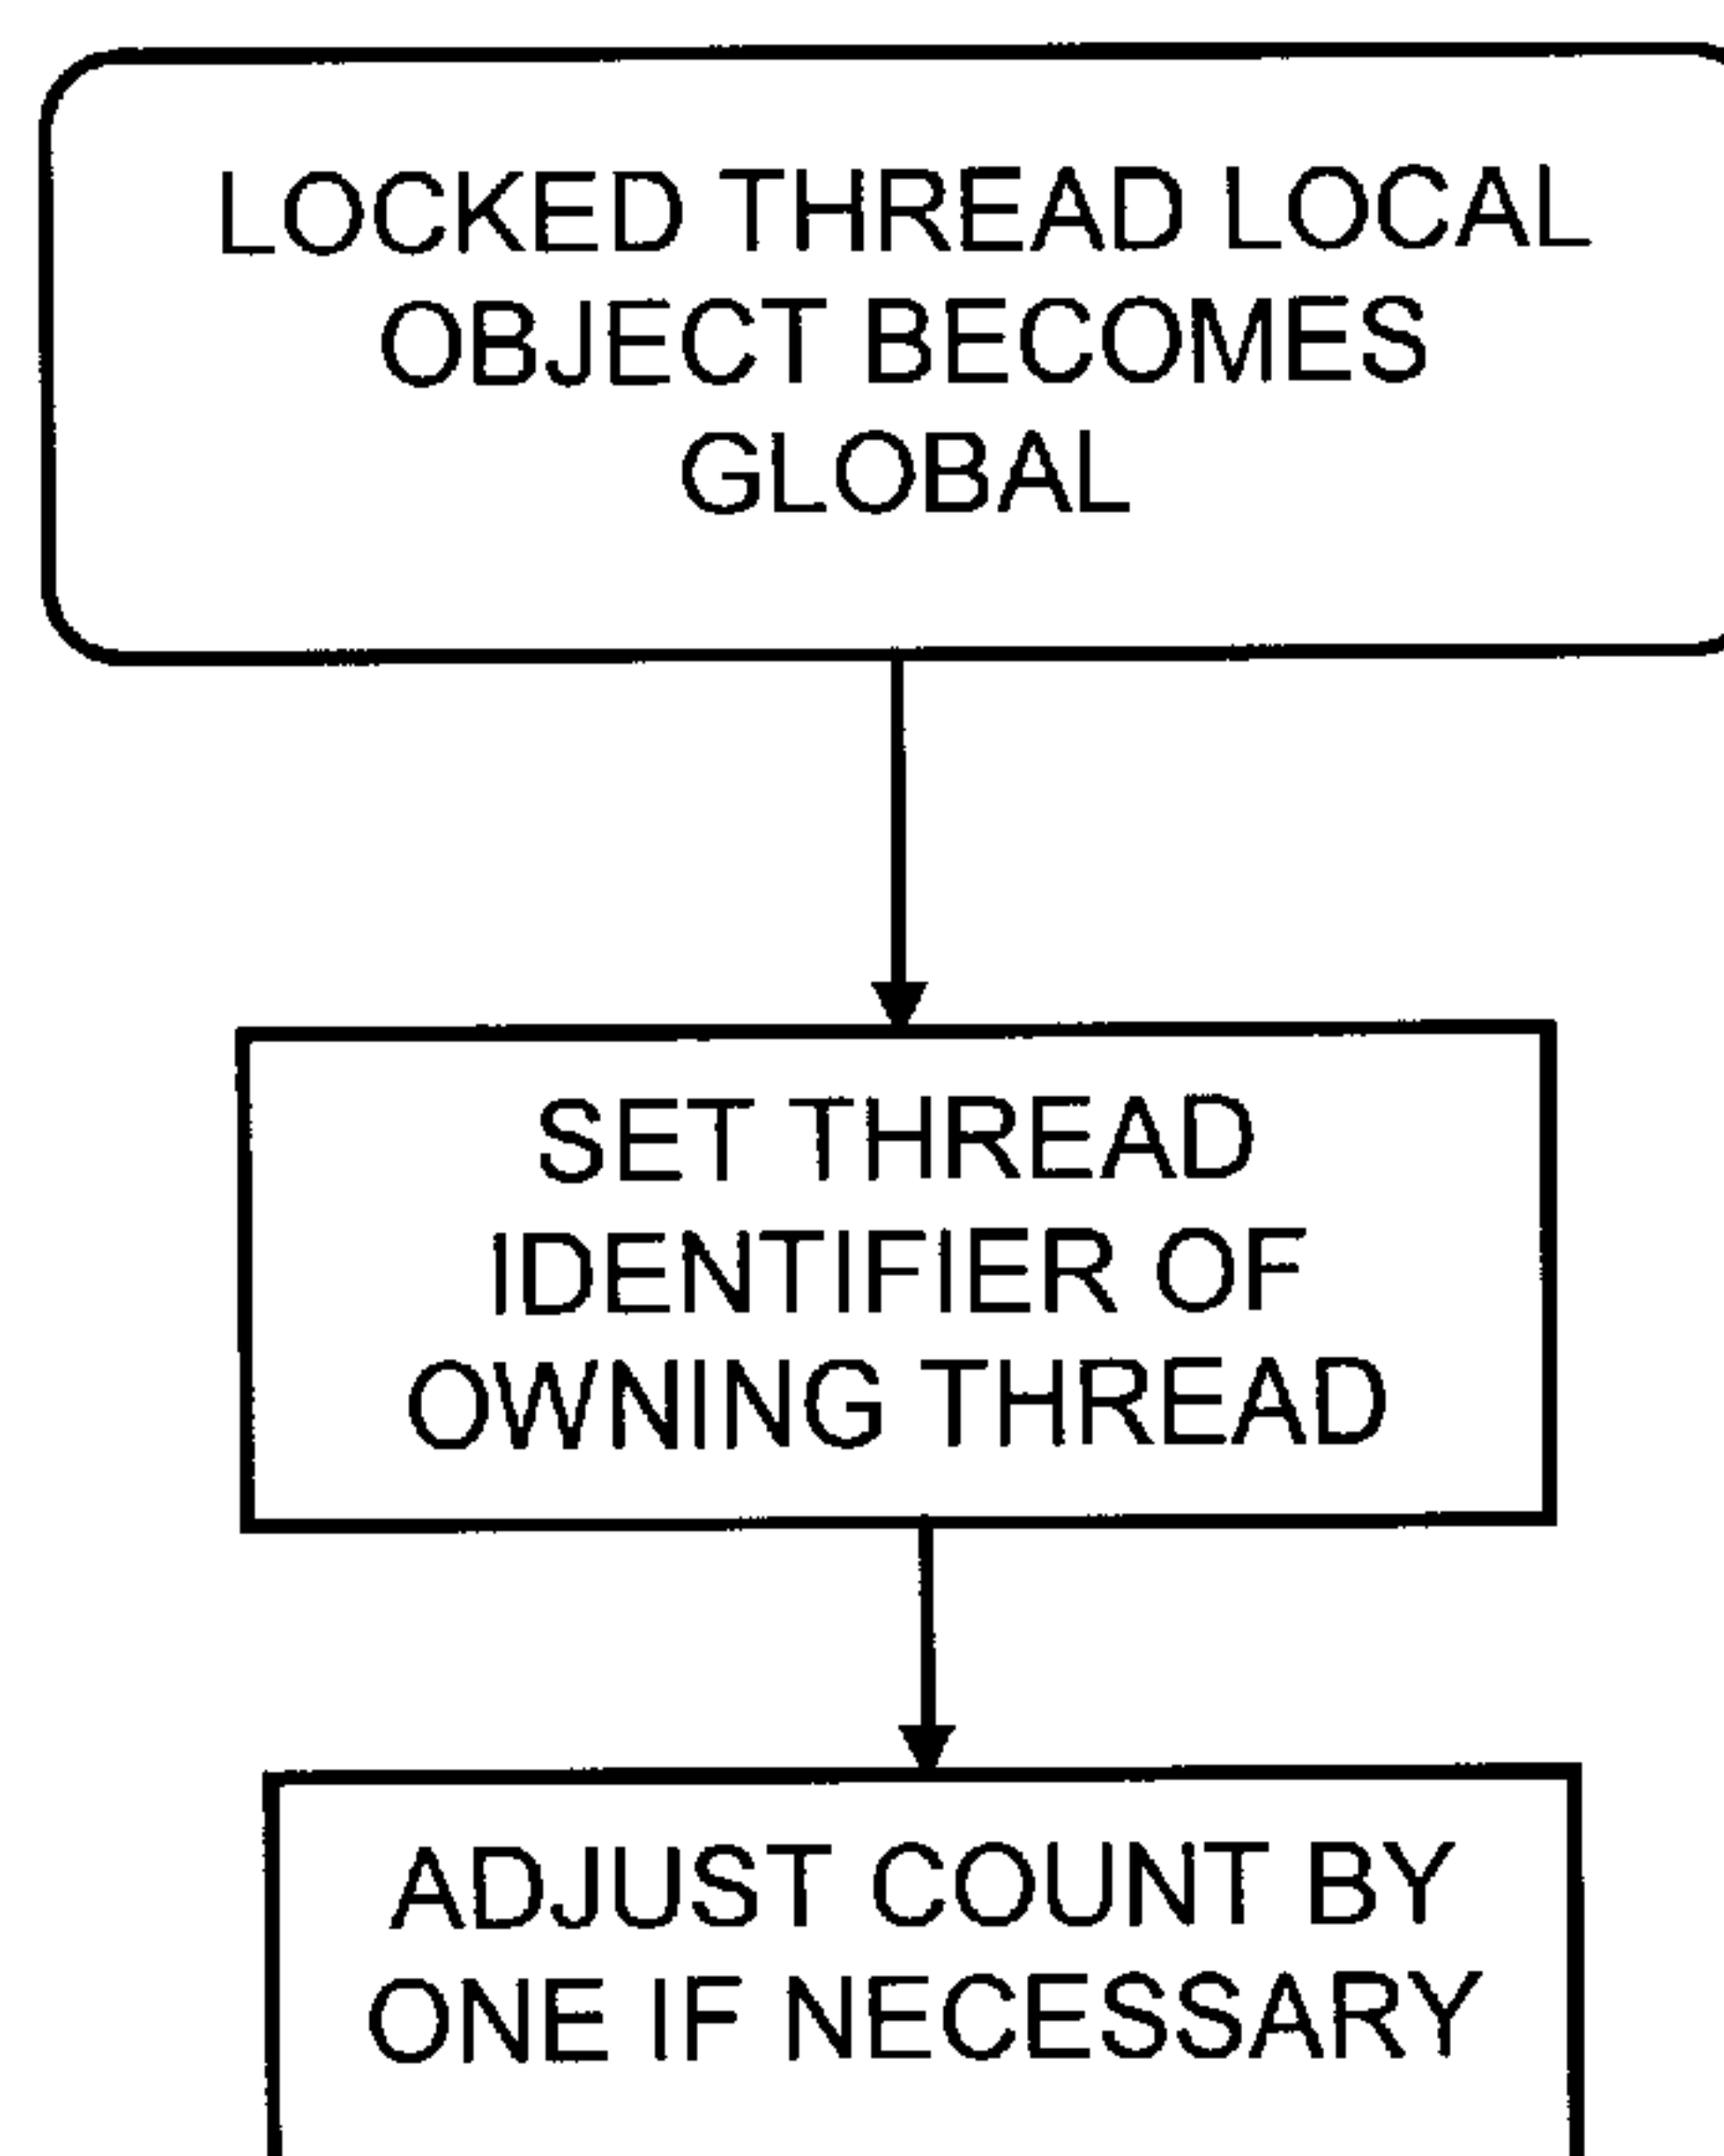 LOCKED THREAD LOCAL
OBJECT BECOMES
GLOBAL
SET THREAD
IDENTIFIER OF
OWNING THREAD
ADJUST COUNT BY
ONE IF NECESSARY